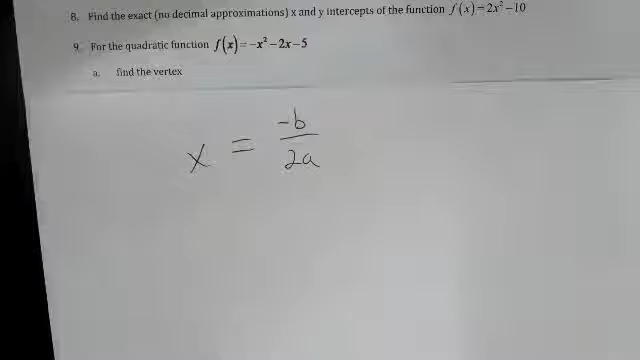 8. Find the exact (no decimal approximations) x and y intercepts of the function f(x)=2x²−10
9. For the quadratic function f(x)=−x²−2x−5
a. find the vertex
x = -b/2a